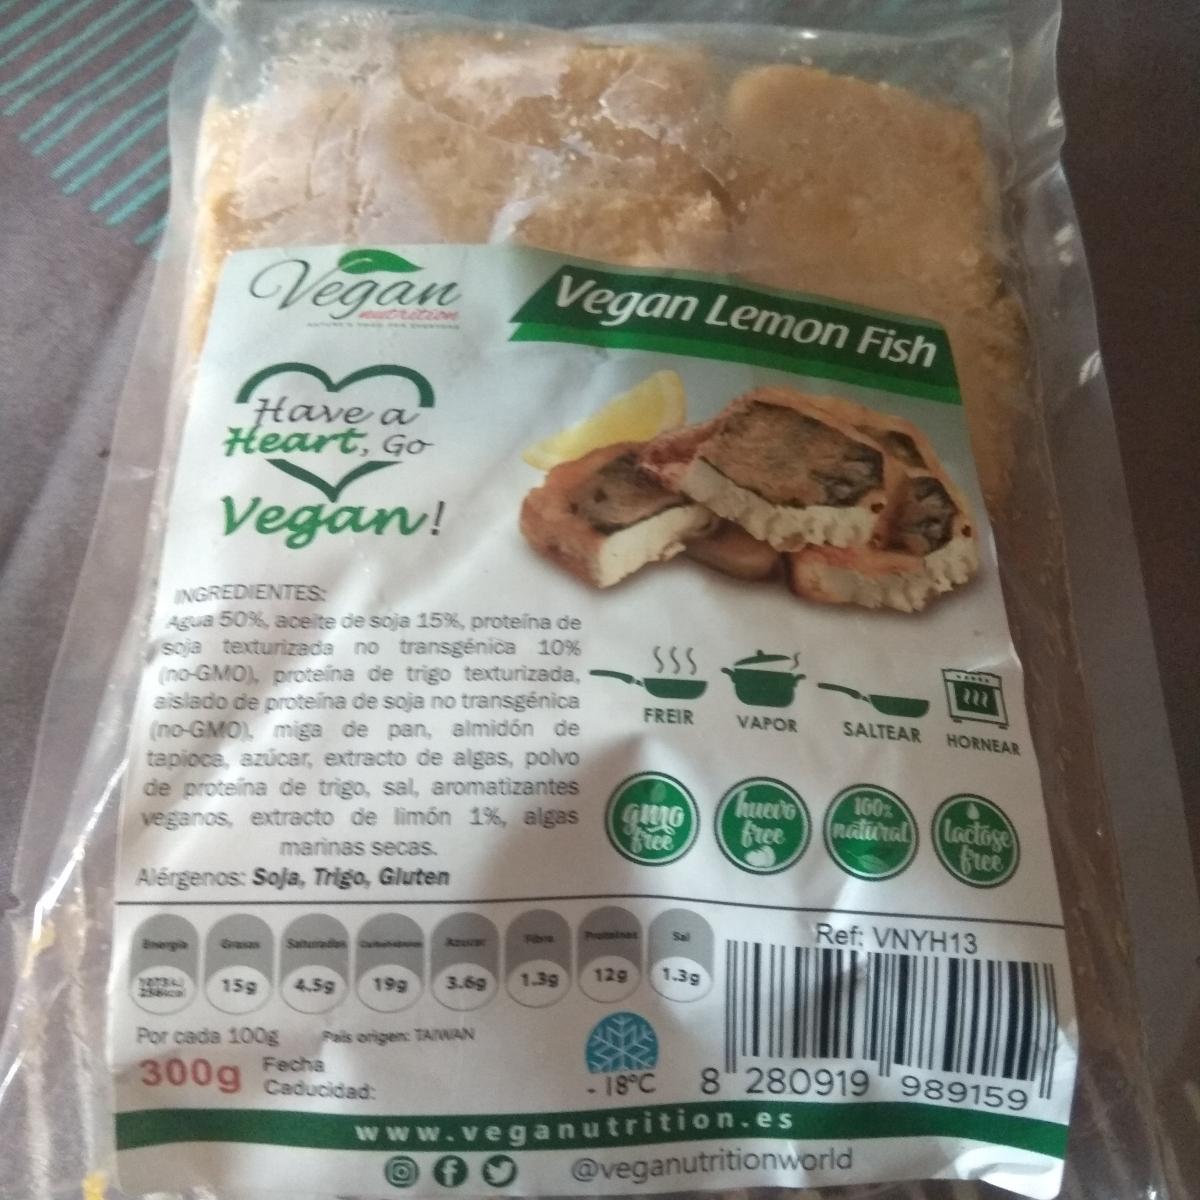 Vegan
nutrition
NATURE'S FOOD FOR EVERYDAY
Vegan Lemon Fish
Have a
Heart, Go
Vegan!
INGREDIENTES:
Agua 50%, aceite de soja 15%, proteína de
soja texturizada no transgénica 10%
(no-GMO), proteína de trigo texturizada,
aislado de proteína de soja no transgénica
(no-GMO), miga de pan, almidón de
tapioca, azúcar, extracto de algas, polvo
de proteína de trigo, sal, aromatizantes
veganos, extracto de limón 1%, algas
marinas secas.
Alérgenos: Soja, Trigo, Gluten
FREIR VAPOR SALTEAR HORNEAR
gmo free
huevo free
100% natural
lactose free
Energía Grasas Saturadas Azucar Fibra Proteinas Sal
15g 4.5g 19g 3.6g 1.3g 12g 1.3g
Por cada 100g País origen: TAIWAN
300g Fecha
Caducidad:
- 18°C
Ref: VNYH13
8 280919 989159
www.veganutrition.es
@veganutritionworld